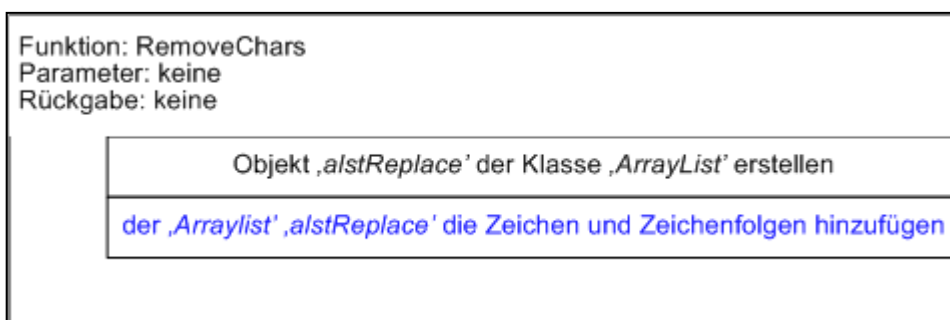 Funktion: RemoveChars
Parameter: keine
Rückgabe: keine
Objekt ‚alstReplace’ der Klasse ‚ArrayList’ erstellen
der ‚Arraylist’ ‚alstReplace’ die Zeichen und Zeichenfolgen hinzufügen